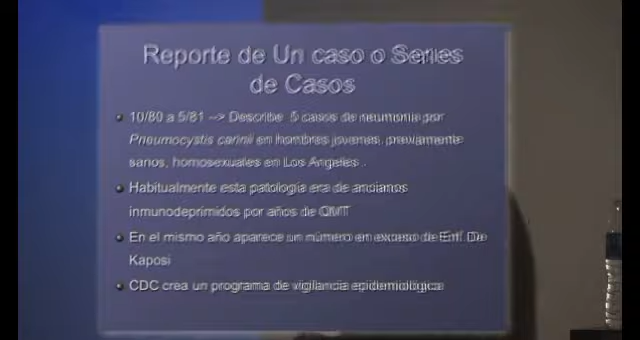 Reporte de Un caso o Series
de Casos
10/80 a 5/81 --> Describe 5 casos de neumonia por
Pneumocystis carinii en hombres jovenes, previamente
sanos, homosexuales en Los Angeles .
Habitualmente esta patología era de ancianos
inmunodeprimidos por años de QMT
En el mismo año aparece un número en exceso de Enf. De
Kaposi
CDC crea un programa de vigilancia epidemiológica